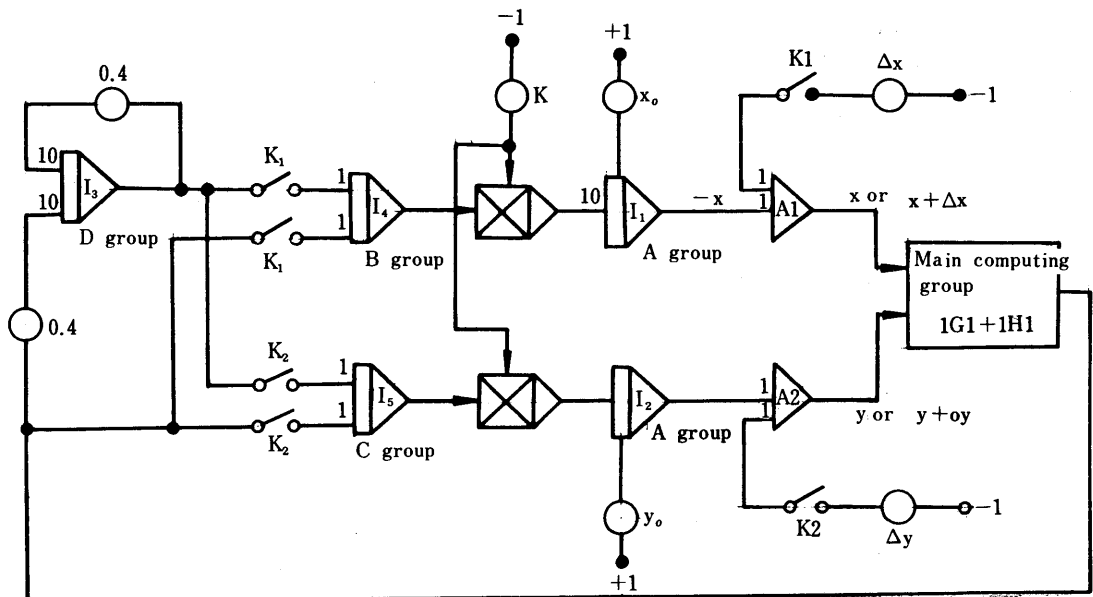 -1
+1
0.4
K
x₀
K1
Δx
-1
10
10
I₃
D group
K₁
K₁
1
1
I₄
B group
10
I₁
A group
-x
1
1
A1
x or x+Δx
Main computing
group
1G1+1H1
0.4
K₂
K₂
1
1
I₅
C group
I₂
A group
1
1
A2
y or y+oy
y₀
+1
K2
Δy
-1